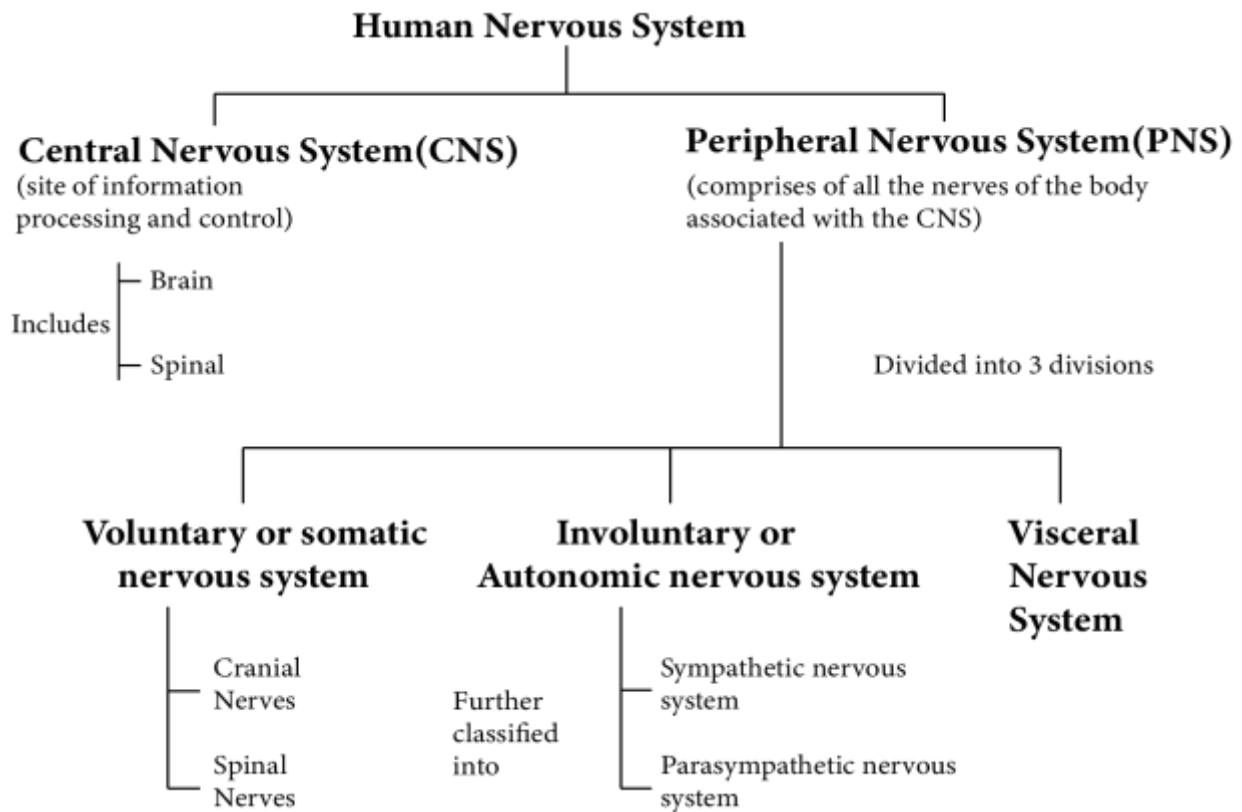 Human Nervous System
Central Nervous System(CNS)
(site of information
processing and control)
Includes
Brain
Spinal
Peripheral Nervous System(PNS)
(comprises of all the nerves of the body
associated with the CNS)
Divided into 3 divisions
Voluntary or somatic
nervous system
Cranial
Nerves
Spinal
Nerves
Involuntary or
Autonomic nervous system
Further
classified
into
Sympathetic nervous
system
Parasympathetic nervous
system
Visceral
Nervous
System